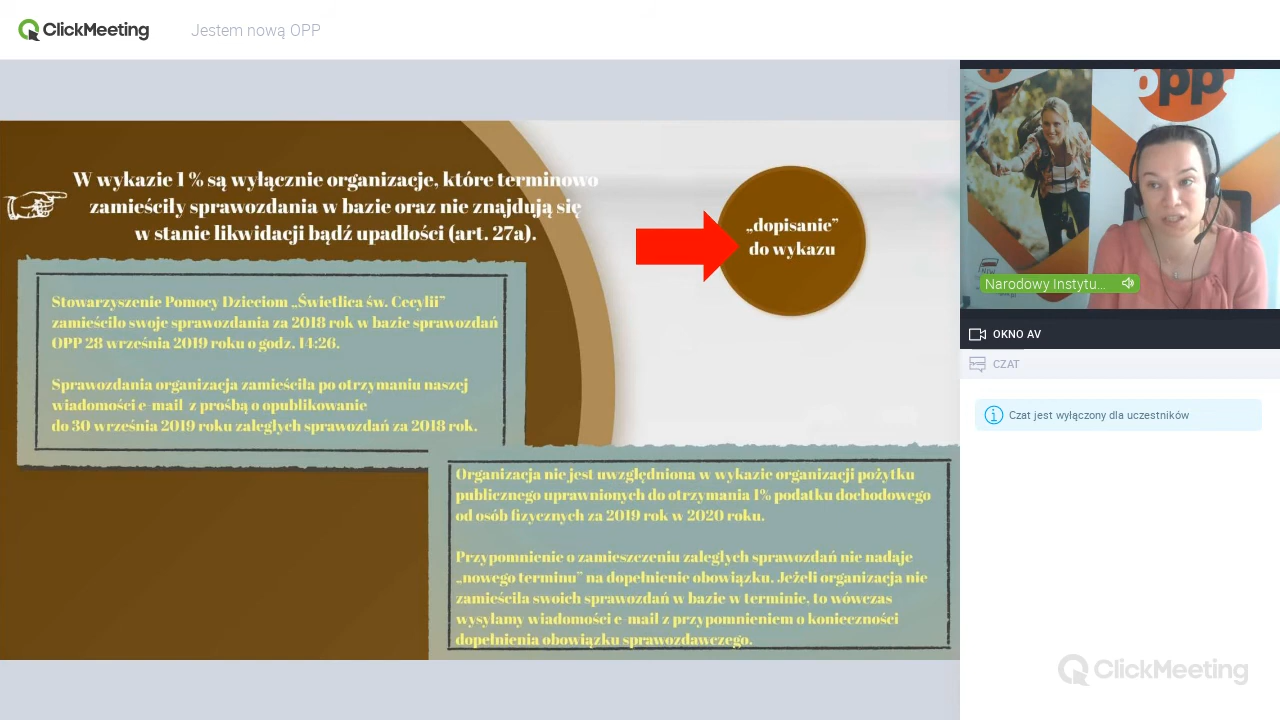 ClickMeeting
Jestem nową OPP
W wykazie 1 % są wyłącznie organizacje, które terminowo
zamieściły sprawozdania w bazie oraz nie znajdują się
w stanie likwidacji bądź upadłości (art. 27a).
„dopisanie”
do wykazu
Stowarzyszenie Pomocy Dzieciom „Świetlica św. Cecylii”
zamieściło swoje sprawozdania za 2018 rok w bazie sprawozdań
OPP 28 września 2019 roku o godz. 14:26.
Sprawozdania organizacja zamieściła po otrzymaniu naszej
wiadomości e-mail z prośbą o opublikowanie
do 30 września 2019 roku zaległych sprawozdań za 2018 rok.
Organizacja nie jest uwzględniona w wykazie organizacji pożytku
publicznego uprawnionych do otrzymania 1% podatku dochodowego
od osób fizycznych za 2019 rok w 2020 roku.
Przypomnienie o zamieszczeniu zaległych sprawozdań nie nadaje
„nowego terminu” na dopełnienie obowiązku. Jeżeli organizacja nie
zamieściła swoich sprawozdań w bazie w terminie, to wówczas
wysyłamy wiadomości e-mail z przypomnieniem o konieczności
dopełnienia obowiązku sprawozdawczego.
opp
Narodowy Instytu...
OKNO AV
CZAT
Czat jest wyłączony dla uczestników
ClickMeeting